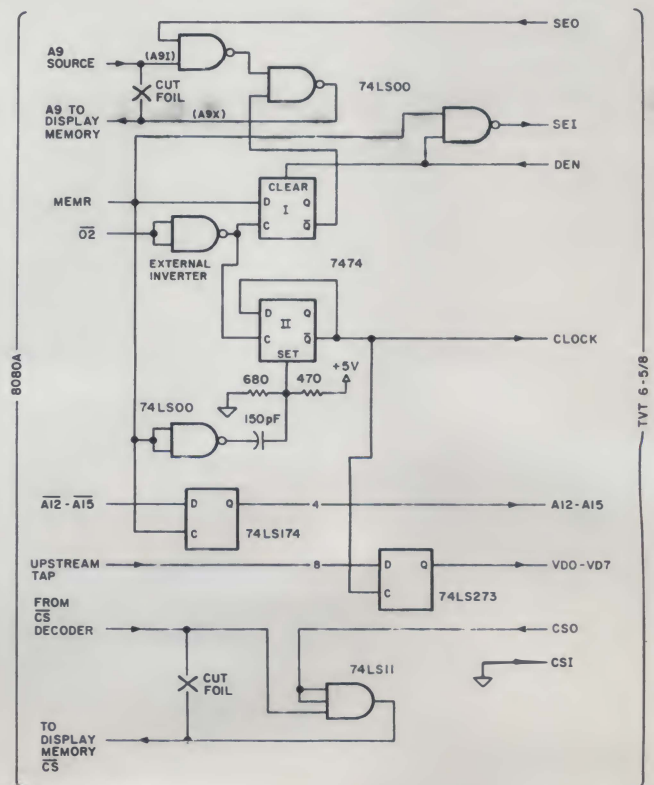 SEO
A9
SOURCE
(A9I)
CUT
FOIL
74LS00
A9 TO
DISPLAY
MEMORY
(A9X)
SEI
DEN
CLEAR
MEMR
D Q
I
C Q̅
O̅2̅
EXTERNAL
INVERTER
7474
D Q
II
C Q̅
SET
CLOCK
+5V
680
470
8080A
TVT 6-5/8
74LS00
150pF
A̅1̅2̅-A̅1̅5̅
D Q
4
A12-A15
C
74LS174
UPSTREAM
TAP
8
D Q
VD0-VD7
C
74LS273
FROM
C̅S̅
DECODER
CSO
74LS11
CSI
CUT
FOIL
TO
DISPLAY
MEMORY
C̅S̅